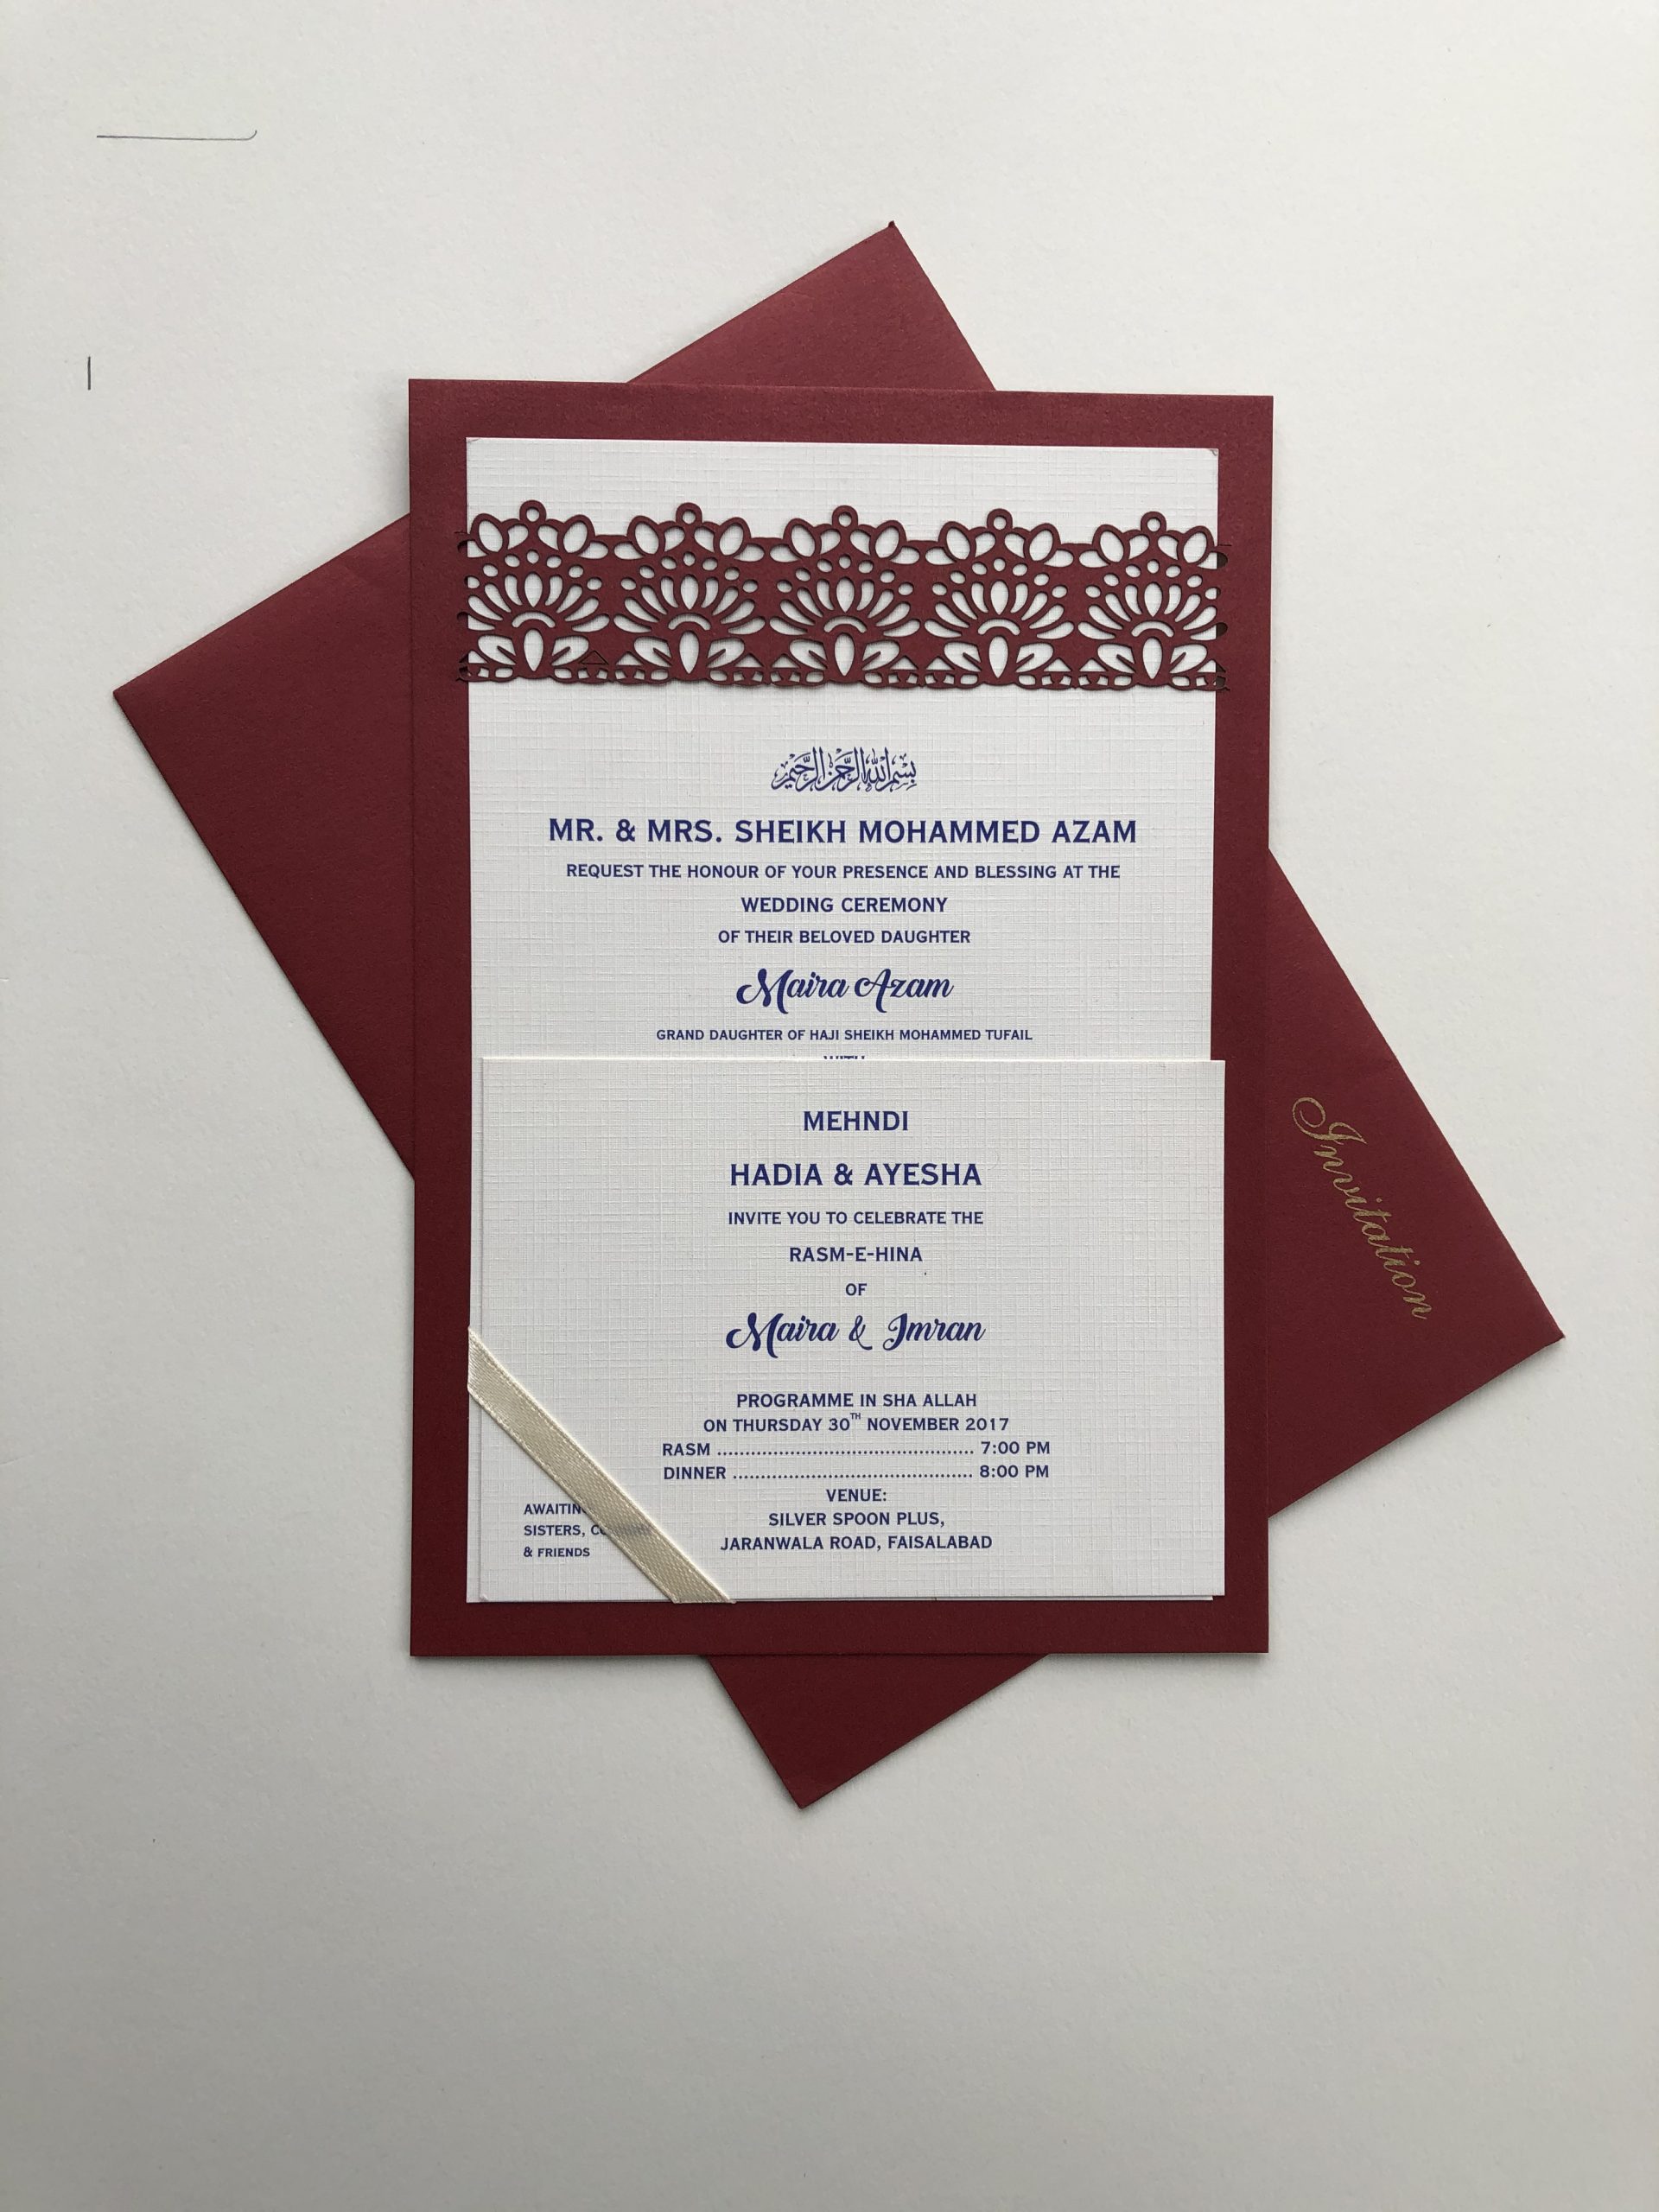 بسم الله الرحمن الرحيم
MR. & MRS. SHEIKH MOHAMMED AZAM
REQUEST THE HONOUR OF YOUR PRESENCE AND BLESSING AT THE
WEDDING CEREMONY
OF THEIR BELOVED DAUGHTER
Maira Azam
GRAND DAUGHTER OF HAJI SHEIKH MOHAMMED TUFAIL
MEHNDI
HADIA & AYESHA
INVITE YOU TO CELEBRATE THE
RASM-E-HINA
OF
Maira & Imran
PROGRAMME IN SHA ALLAH
ON THURSDAY 30TH NOVEMBER 2017
RASM .............................................. 7:00 PM
DINNER ........................................... 8:00 PM
VENUE:
SILVER SPOON PLUS,
JARANWALA ROAD, FAISALABAD
SISTERS,
& FRIENDS
Invitation